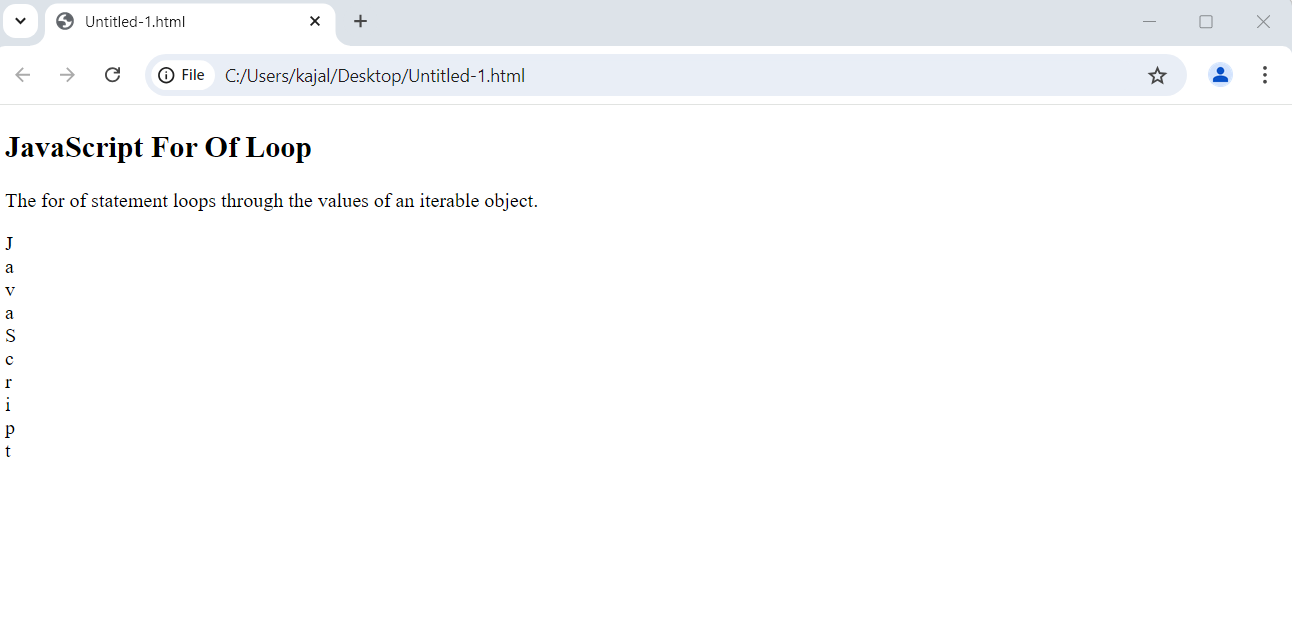 Untitled-1.html
File C:/Users/kajal/Desktop/Untitled-1.html
JavaScript For Of Loop
The for of statement loops through the values of an iterable object.
J
a
v
a
S
c
r
i
p
t